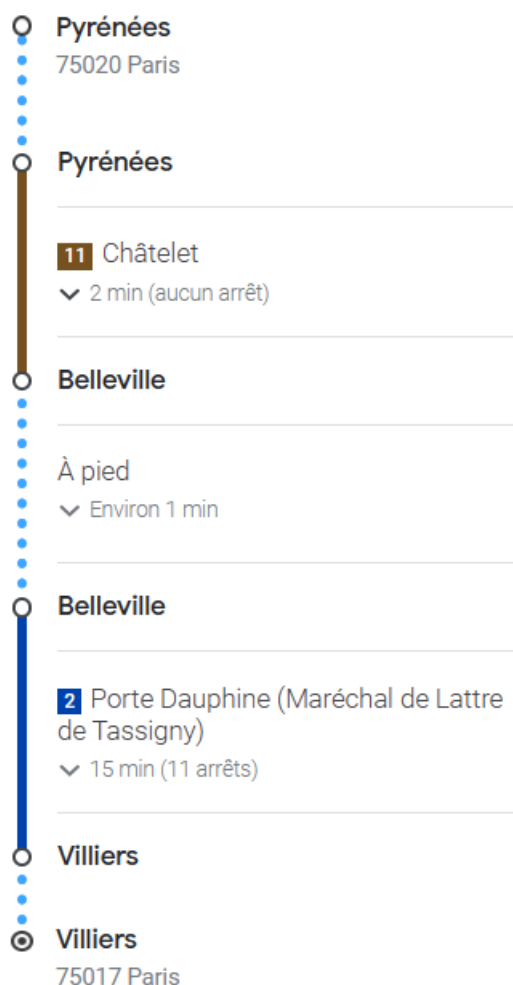 Pyrénées
75020 Paris
Pyrénées
11 Châtelet
2 min (aucun arrêt)
Belleville
À pied
Environ 1 min
Belleville
2 Porte Dauphine (Maréchal de Lattre
de Tassigny)
15 min (11 arrêts)
Villiers
Villiers
75017 Paris